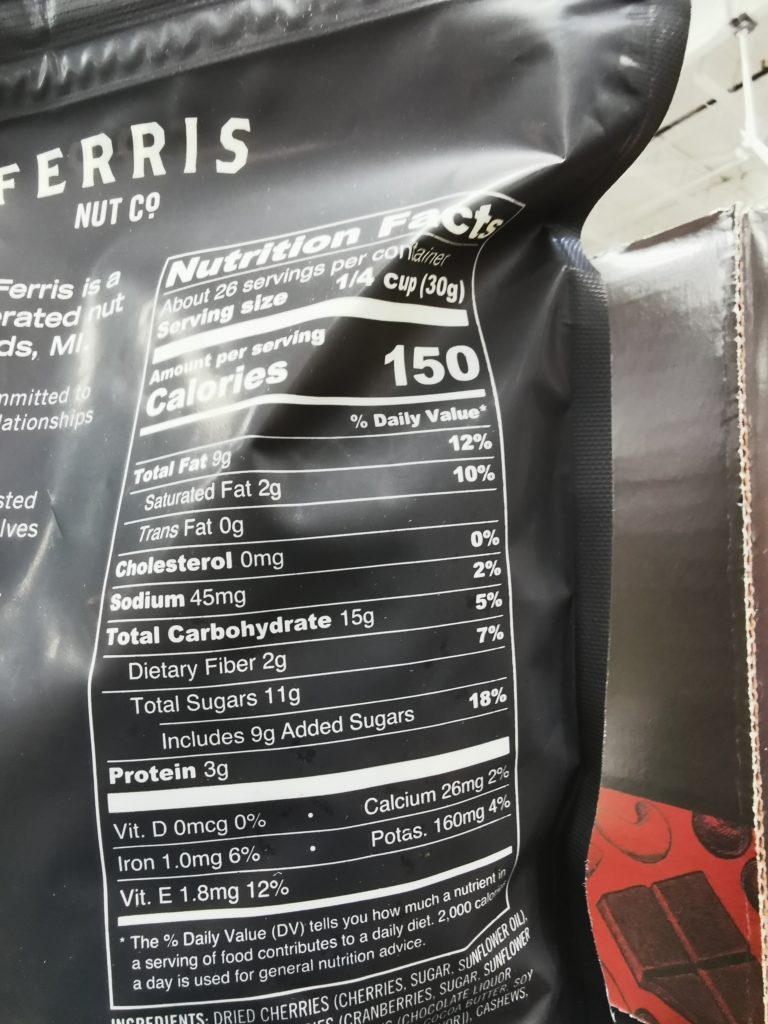 FERRIS
NUT CO
Ferris is a
nut
ds, MI.
to
Nutrition Facts
About 26 servings per container
Serving size 1/4 Cup (30g)
Amount per serving
Calories 150
% Daily Value*
Total Fat 9g 12%
Saturated Fat 2g 10%
Trans Fat 0g
Cholesterol 0mg 0%
Sodium 45mg 2%
Total Carbohydrate 15g 5%
Dietary Fiber 2g 7%
Total Sugars 11g
Includes 9g Added Sugars 18%
Protein 3g
Vit. D 0mcg 0% • Calcium 26mg 2%
Iron 1.0mg 6% • Potas. 160mg 4%
Vit. E 1.8mg 12%
* The % Daily Value (DV) tells you how much a nutrient in
a serving of food contributes to a daily diet. 2,000 calories
a day is used for general nutrition advice.
INGREDIENTS: DRIED CHERRIES (CHERRIES, SUGAR, SUNFLOWER OIL),
(CRANBERRIES, SUGAR, SUNFLOWER
(CHOCOLATE LIQUOR
COCOA BUTTER, SOY
CASHEWS,